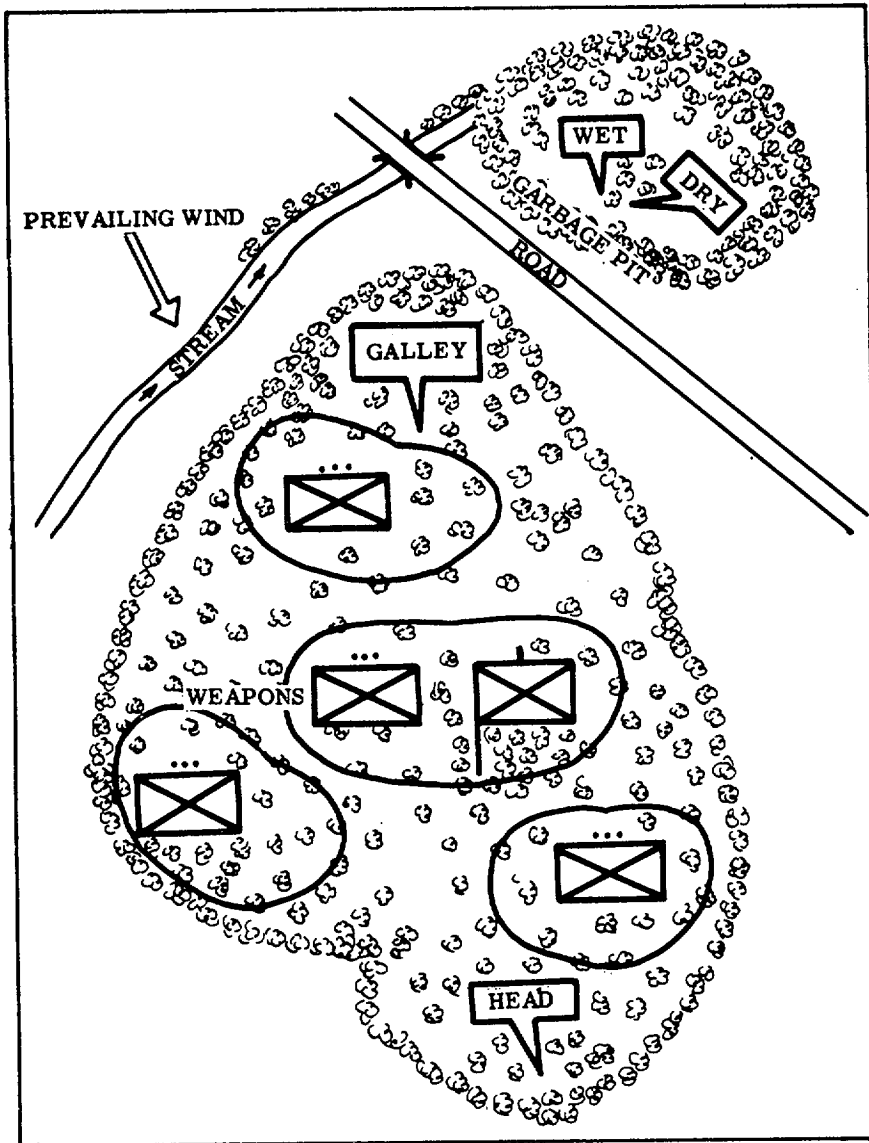 WET
DRY
GARBAGE PIT
PREVAILING WIND
ROAD
STREAM
GALLEY
WEAPONS
HEAD